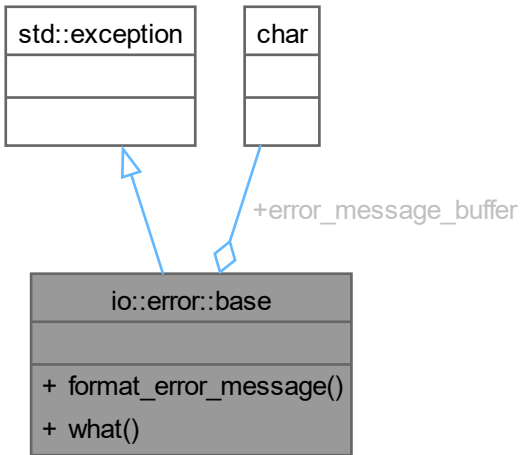 std::exception
char
+error_message_buffer
io::error::base
+ format_error_message()
+ what()